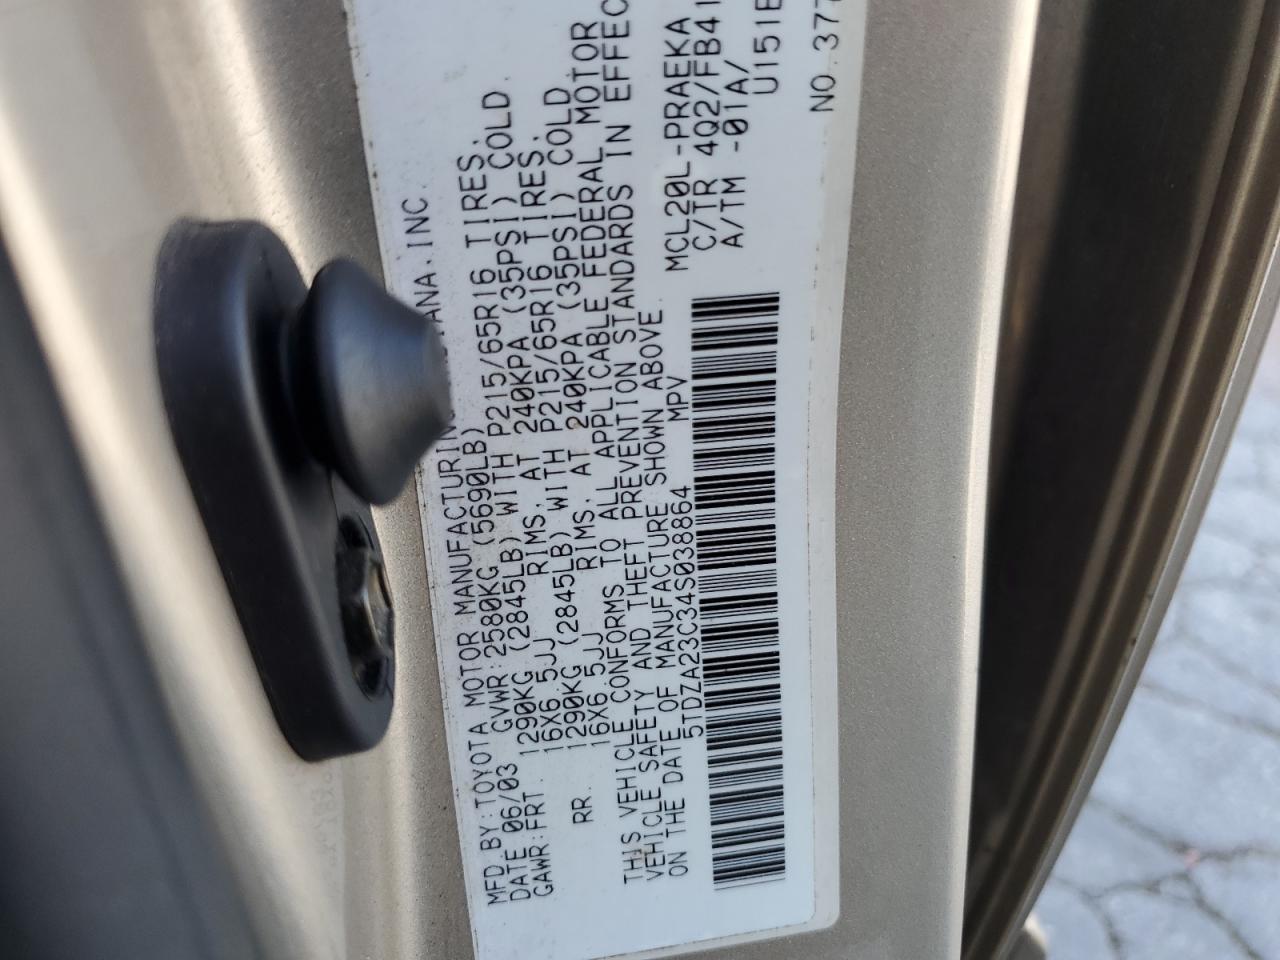 MFD.BY:TOYOTA MOTOR MANUFACTURING INC.
DATE 06/03 GVWR:2580KG(5690LB)
GAWR:FRT. 1290KG (2845LB) WITH P215/65R16 TIRES.
16X6.5JJ RIMS, AT 240KPA (35PSI) COLD.
RR. 1290KG (2845LB) WITH P215/65R16 TIRES.
16X6.5JJ RIMS, AT 240KPA (35PSI) COLD
THIS VEHICLE CONFORMS TO ALL APPLICABLE FEDERAL MOTOR
VEHICLE SAFETY AND THEFT PREVENTION STANDARDS IN EFFEC
ON THE DATE OF MANUFACTURE SHOWN ABOVE.
5TDZA23C34S038864 MPV
MCL20L-PRAEKA
C/TR 4Q2/FB41
A/TM -01A/
U151E
NO.377